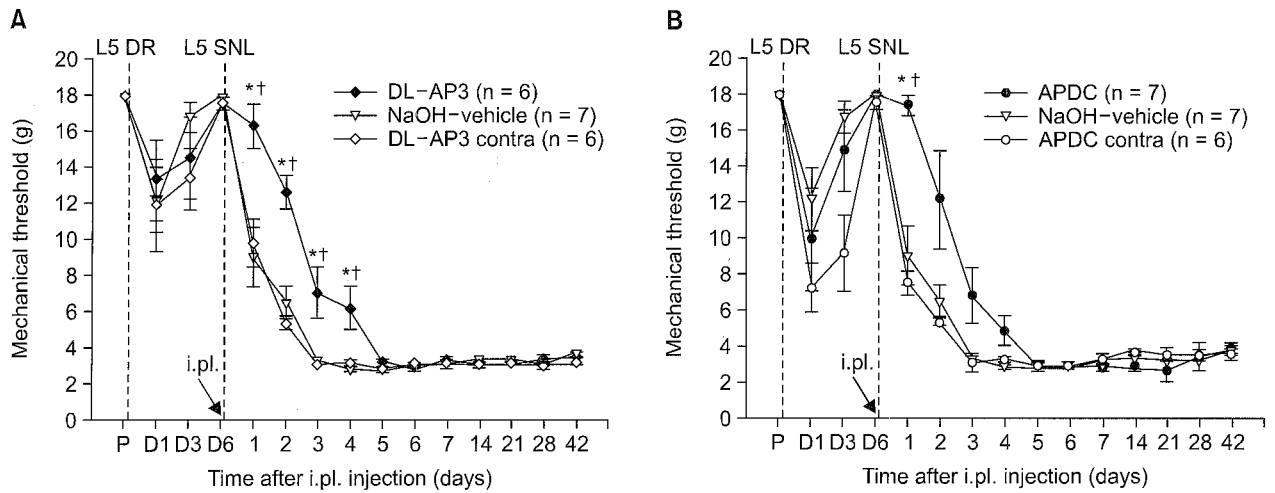 A
L5 DR L5 SNL
20
18
16
14
12
10
8
6
4
2
0
Mechanical threshold (g)
*†
*†
*†
*†
DL−AP3 (n = 6)
NaOH−vehicle (n = 7)
DL−AP3 contra (n = 6)
i.pl.
P D1 D3 D6 1 2 3 4 5 6 7 14 21 28 42
Time after i.pl. injection (days)
B
L5 DR L5 SNL
20
18
16
14
12
10
8
6
4
2
0
Mechanical threshold (g)
*†
APDC (n = 7)
NaOH−vehicle (n = 7)
APDC contra (n = 6)
i.pl.
P D1 D3 D6 1 2 3 4 5 6 7 14 21 28 42
Time after i.pl. injection (days)